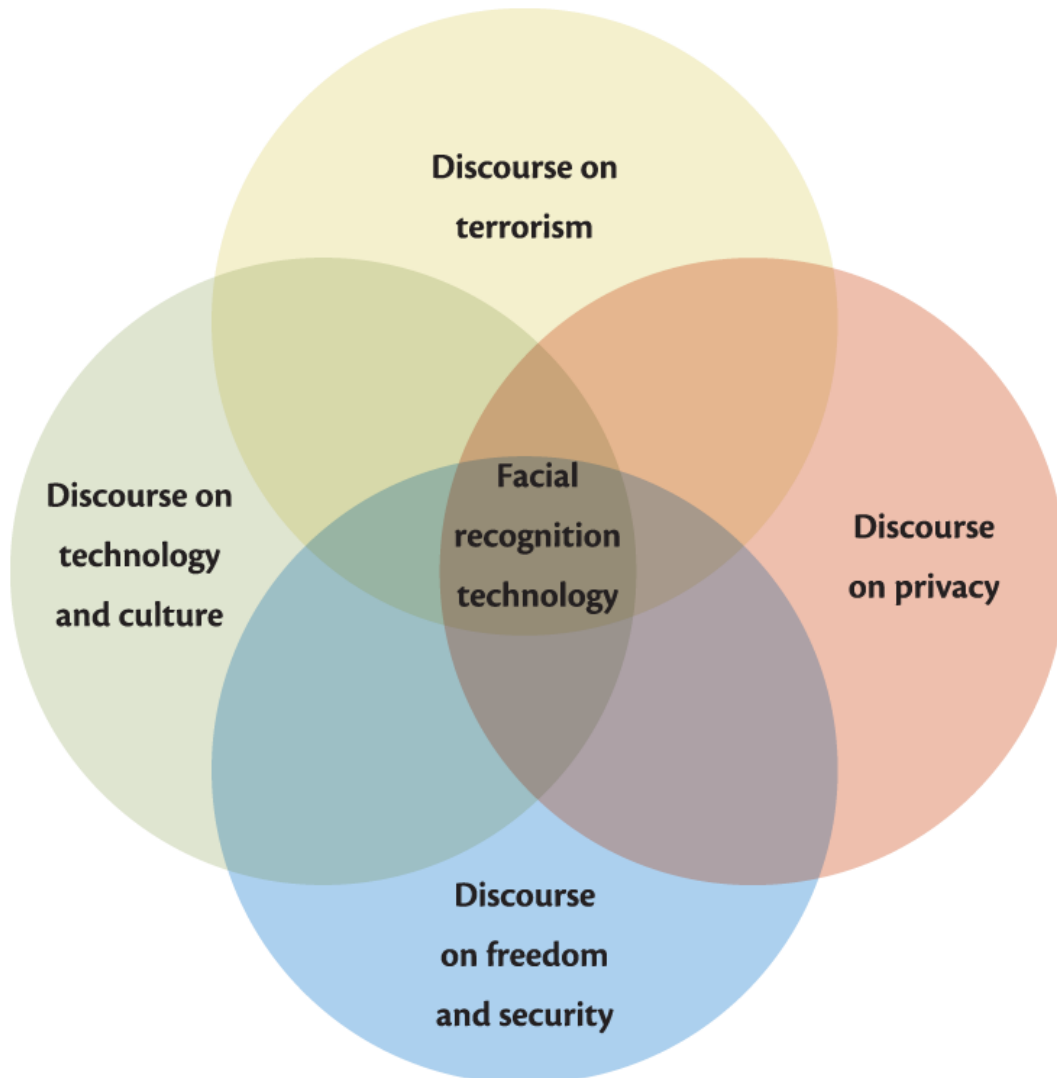 Discourse on
terrorism
Discourse on
technology
and culture
Facial
recognition
technology
Discourse
on privacy
Discourse
on freedom
and security